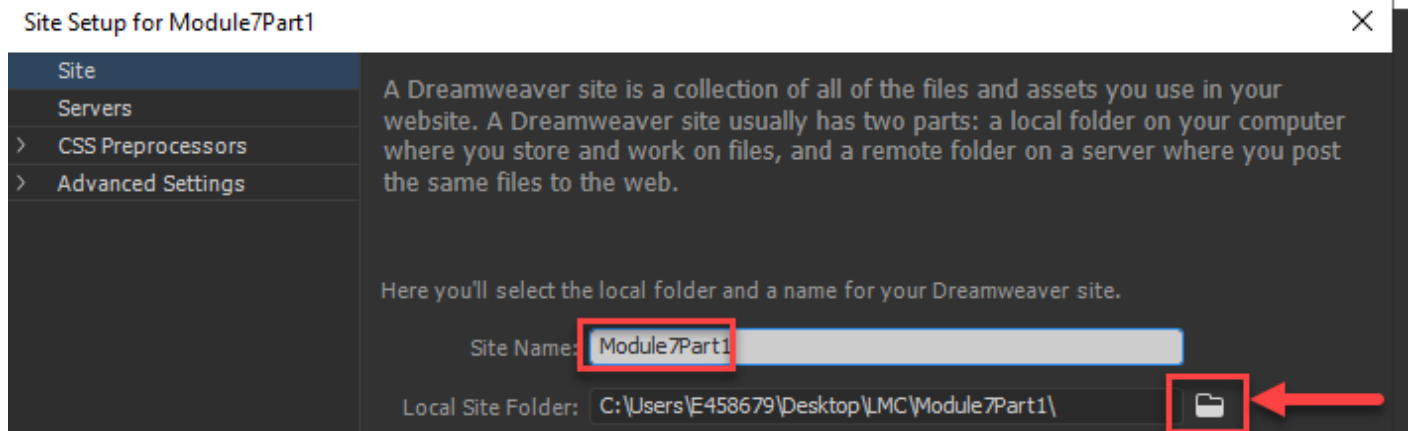 Site Setup for Module7Part1
Site
Servers
CSS Preprocessors
Advanced Settings
A Dreamweaver site is a collection of all of the files and assets you use in your
website. A Dreamweaver site usually has two parts: a local folder on your computer
where you store and work on files, and a remote folder on a server where you post
the same files to the web.
Here you'll select the local folder and a name for your Dreamweaver site.
Site Name: Module7Part1
Local Site Folder: C:\Users\E458679\Desktop\LMC\Module7Part1\